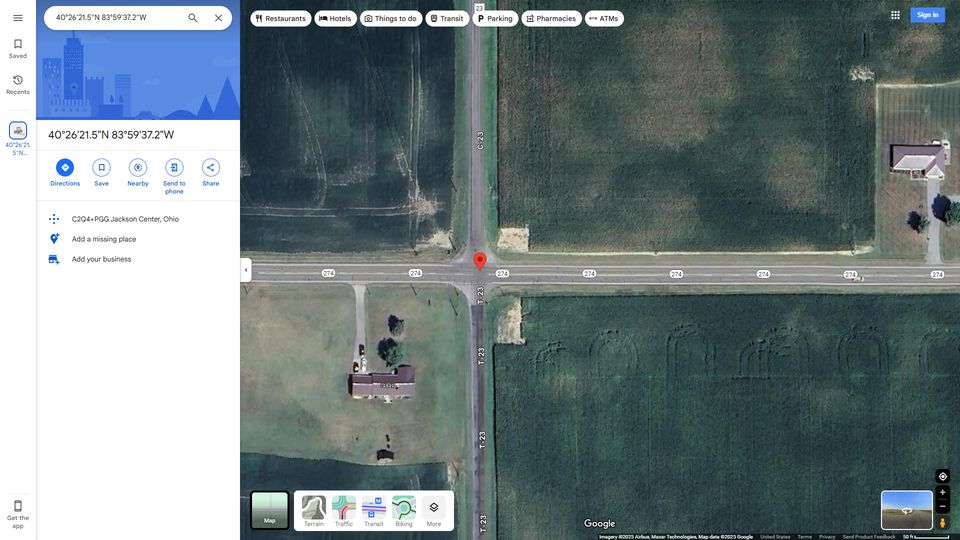 40°26'21.5"N 83°59'37.2"W
Restaurants
Hotels
Things to do
Transit
Parking
Pharmacies
ATMs
Sign in
Saved
Recents
40°26'21.
5"N...
40°26'21.5"N 83°59'37.2"W
Directions
Save
Nearby
Send to
phone
Share
C2Q4+PGG Jackson Center, Ohio
Add a missing place
Add your business
Get the
app
23
C-23
274
274
274
274
274
274
274
274
T-23
T-23
T-23
T-23
Map
Terrain
Traffic
Transit
Biking
More
Google
Imagery ©2025 Airbus, Maxar Technologies, Map data ©2025 Google
United States
Terms
Privacy
Send Product Feedback
50 ft